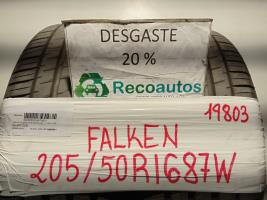 DESGASTE
20 %
Recoautos
19803
FALKEN
205/50R1687W